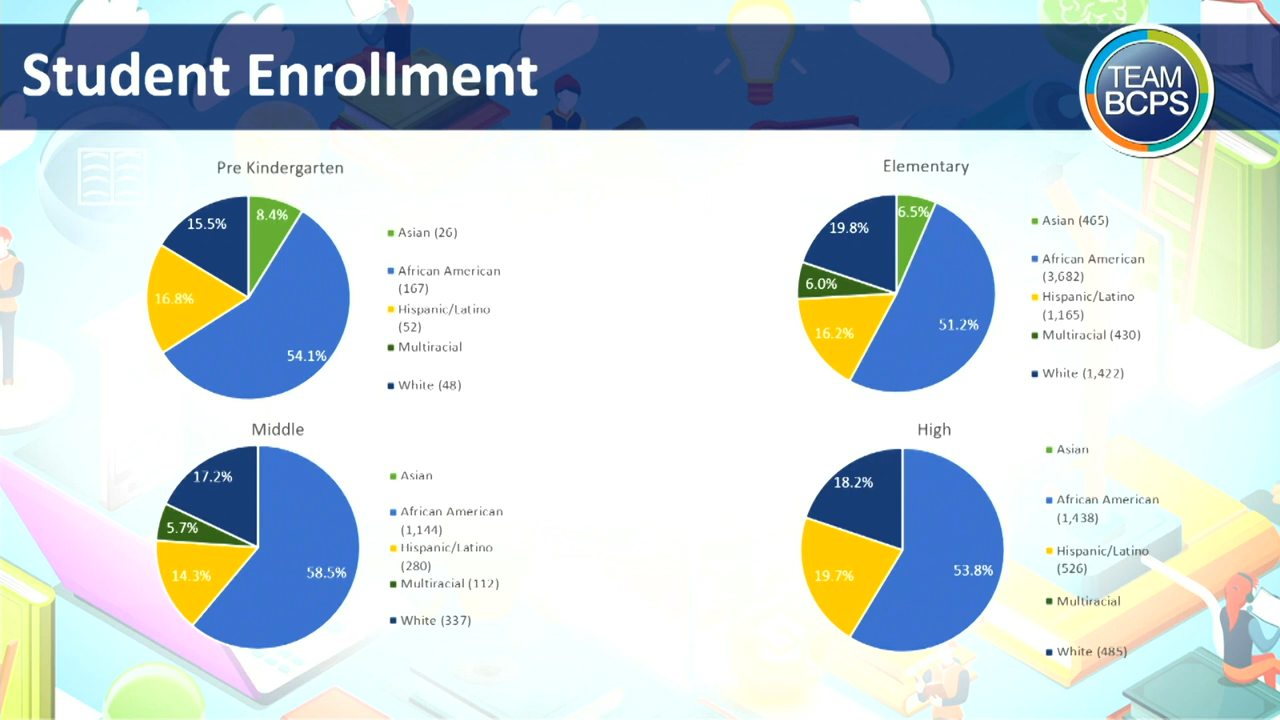 Student Enrollment
TEAM
BCPS
Pre Kindergarten
8.4%
15.5%
16.8%
54.1%
Asian (26)
African American
(167)
Hispanic/Latino
(52)
Multiracial
White (48)
Elementary
6.5%
19.8%
6.0%
16.2%
51.2%
Asian (465)
African American
(3,682)
Hispanic/Latino
(1,165)
Multiracial (430)
White (1,422)
Middle
17.2%
5.7%
14.3%
58.5%
Asian
African American
(1,144)
Hispanic/Latino
(280)
Multiracial (112)
White (337)
High
18.2%
19.7%
53.8%
Asian
African American
(1,438)
Hispanic/Latino
(526)
Multiracial
White (485)